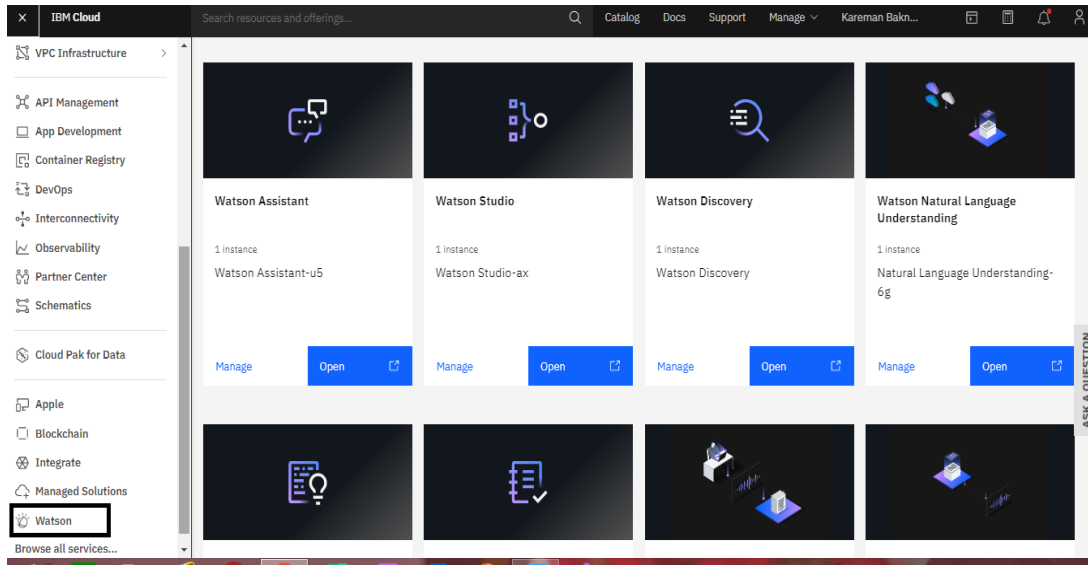 IBM Cloud
Search resources and offerings...
Catalog
Docs
Support
Manage
Kareman Bakn...
VPC Infrastructure
API Management
App Development
Container Registry
DevOps
Interconnectivity
Observability
Partner Center
Schematics
Cloud Pak for Data
Apple
Blockchain
Integrate
Managed Solutions
Watson
Browse all services...
Watson Assistant
1 instance
Watson Assistant-u5
Manage
Open
Watson Studio
1 instance
Watson Studio-ax
Manage
Open
Watson Discovery
1 instance
Watson Discovery
Manage
Open
Watson Natural Language
Understanding
1 instance
Natural Language Understanding-
6g
Manage
Open
ASK A QUESTION